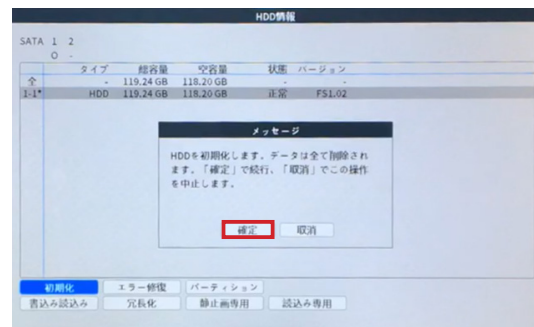 HDD情報
SATA 1 2
O -
タイプ 総容量 空容量 状態 バージョン
全 - 119.24 GB 118.20 GB - -
1-1* HDD 119.24 GB 118.20 GB 正常 FS1.02
メッセージ
HDDを初期化します。データは全て削除され
ます。「確定」で続行、「取消」でこの操作
を中止します。
確定 取消
初期化 エラー修復 パーティション
書込み読込み 冗長化 静止画専用 読込み専用